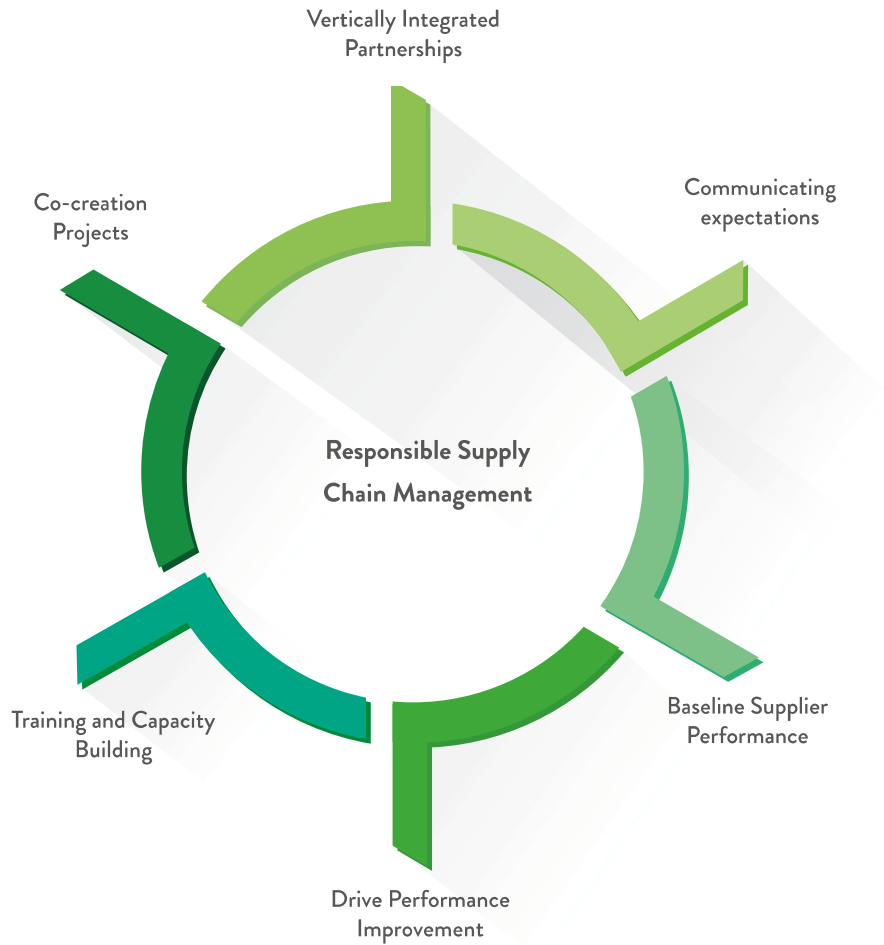 Vertically Integrated
Partnerships
Communicating
expectations
Co-creation
Projects
Responsible Supply
Chain Management
Baseline Supplier
Performance
Training and Capacity
Building
Drive Performance
Improvement